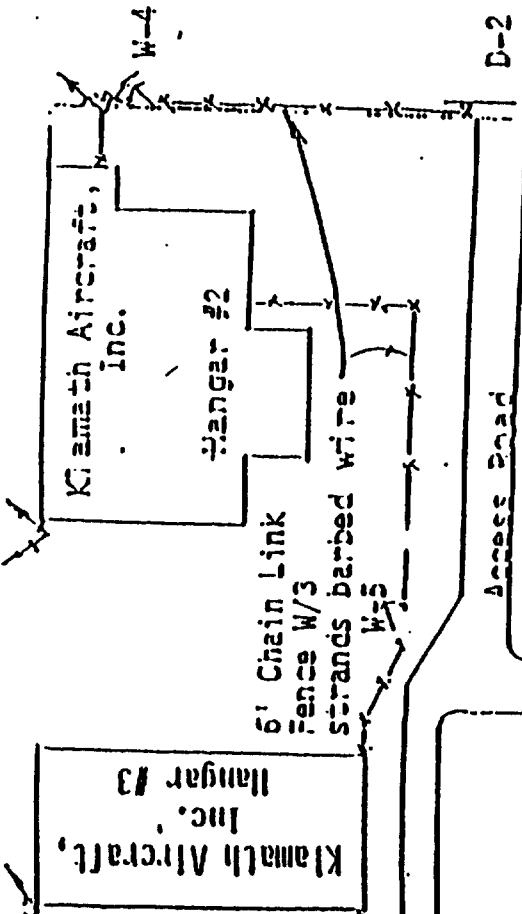 W-4
Klamath Aircraft,
Inc.
Hangar #2
6' Chain Link
Fence W/3
strands barbed wire
W-5
D-2
Access Road
Klamath Aircraft,
Inc.
Hangar #3